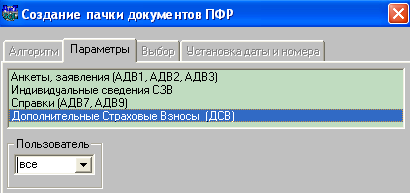 Создание пачки документов ПФР
Алгоритм Параметры Выбор Установка даты и номера
Анкеты, заявления (АДВ1, АДВ2, АДВ3)
Индивидуальные сведения СЗВ
Справки (АДВ7, АДВ9)
Дополнительные Страховые Взносы (ДСВ)
Пользователь
все